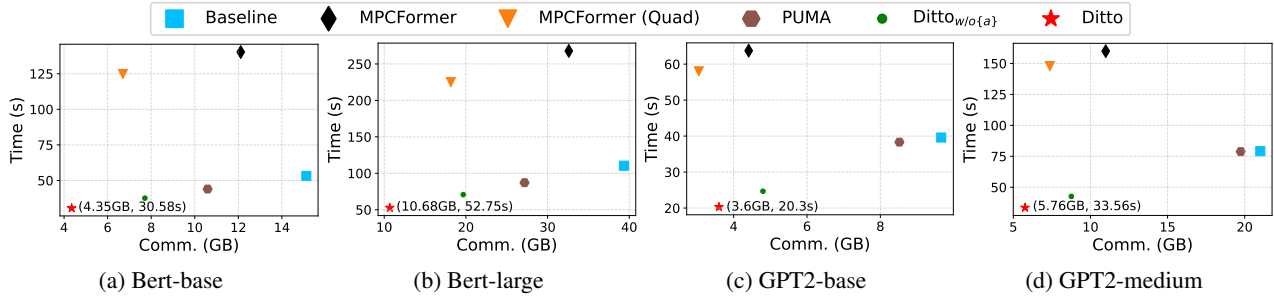 Baseline MPCFormer MPCFormer (Quad) PUMA Ditto_{w/o{a}} Ditto
Time (s)
125
100
75
50
(4.35GB, 30.58s)
4 6 8 10 12 14
Comm. (GB)
(a) Bert-base
Time (s)
250
200
150
100
50
(10.68GB, 52.75s)
10 20 30 40
Comm. (GB)
(b) Bert-large
Time (s)
60
40
20
(3.6GB, 20.3s)
4 6 8
Comm. (GB)
(c) GPT2-base
Time (s)
150
125
100
75
50
(5.76GB, 33.56s)
5 10 15 20
Comm. (GB)
(d) GPT2-medium